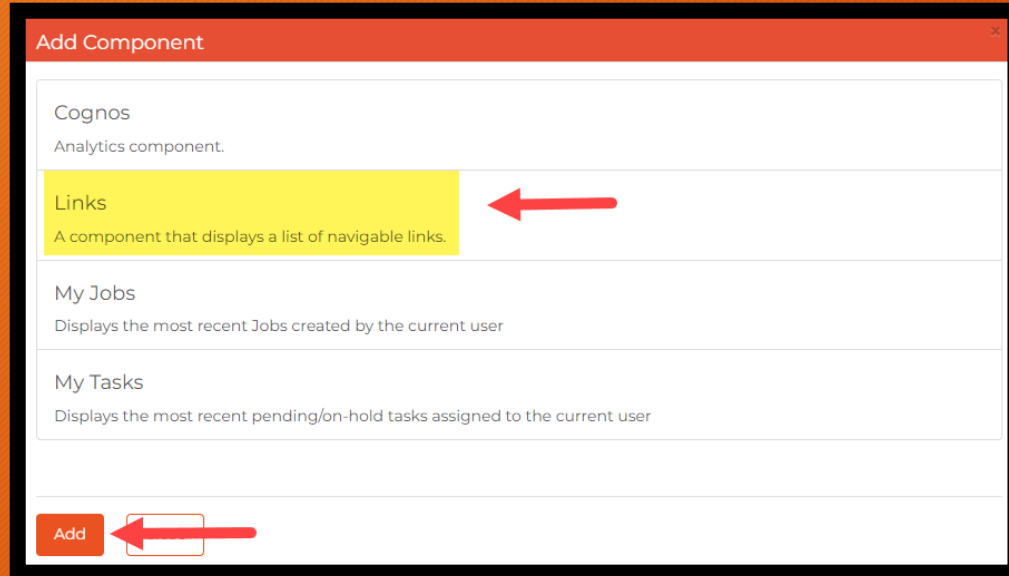 Add Component
×
Cognos
Analytics component.
Links
A component that displays a list of navigable links.
My Jobs
Displays the most recent Jobs created by the current user
My Tasks
Displays the most recent pending/on-hold tasks assigned to the current user
Add